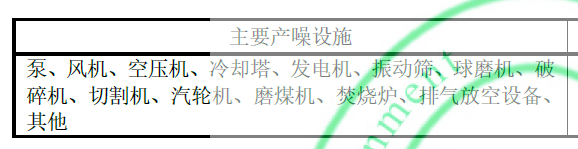 主要产噪设施
泵、风机、空压机、冷却塔、发电机、振动筛、球磨机、破
碎机、切割机、汽轮机、磨煤机、焚烧炉、排气放空设备、
其他